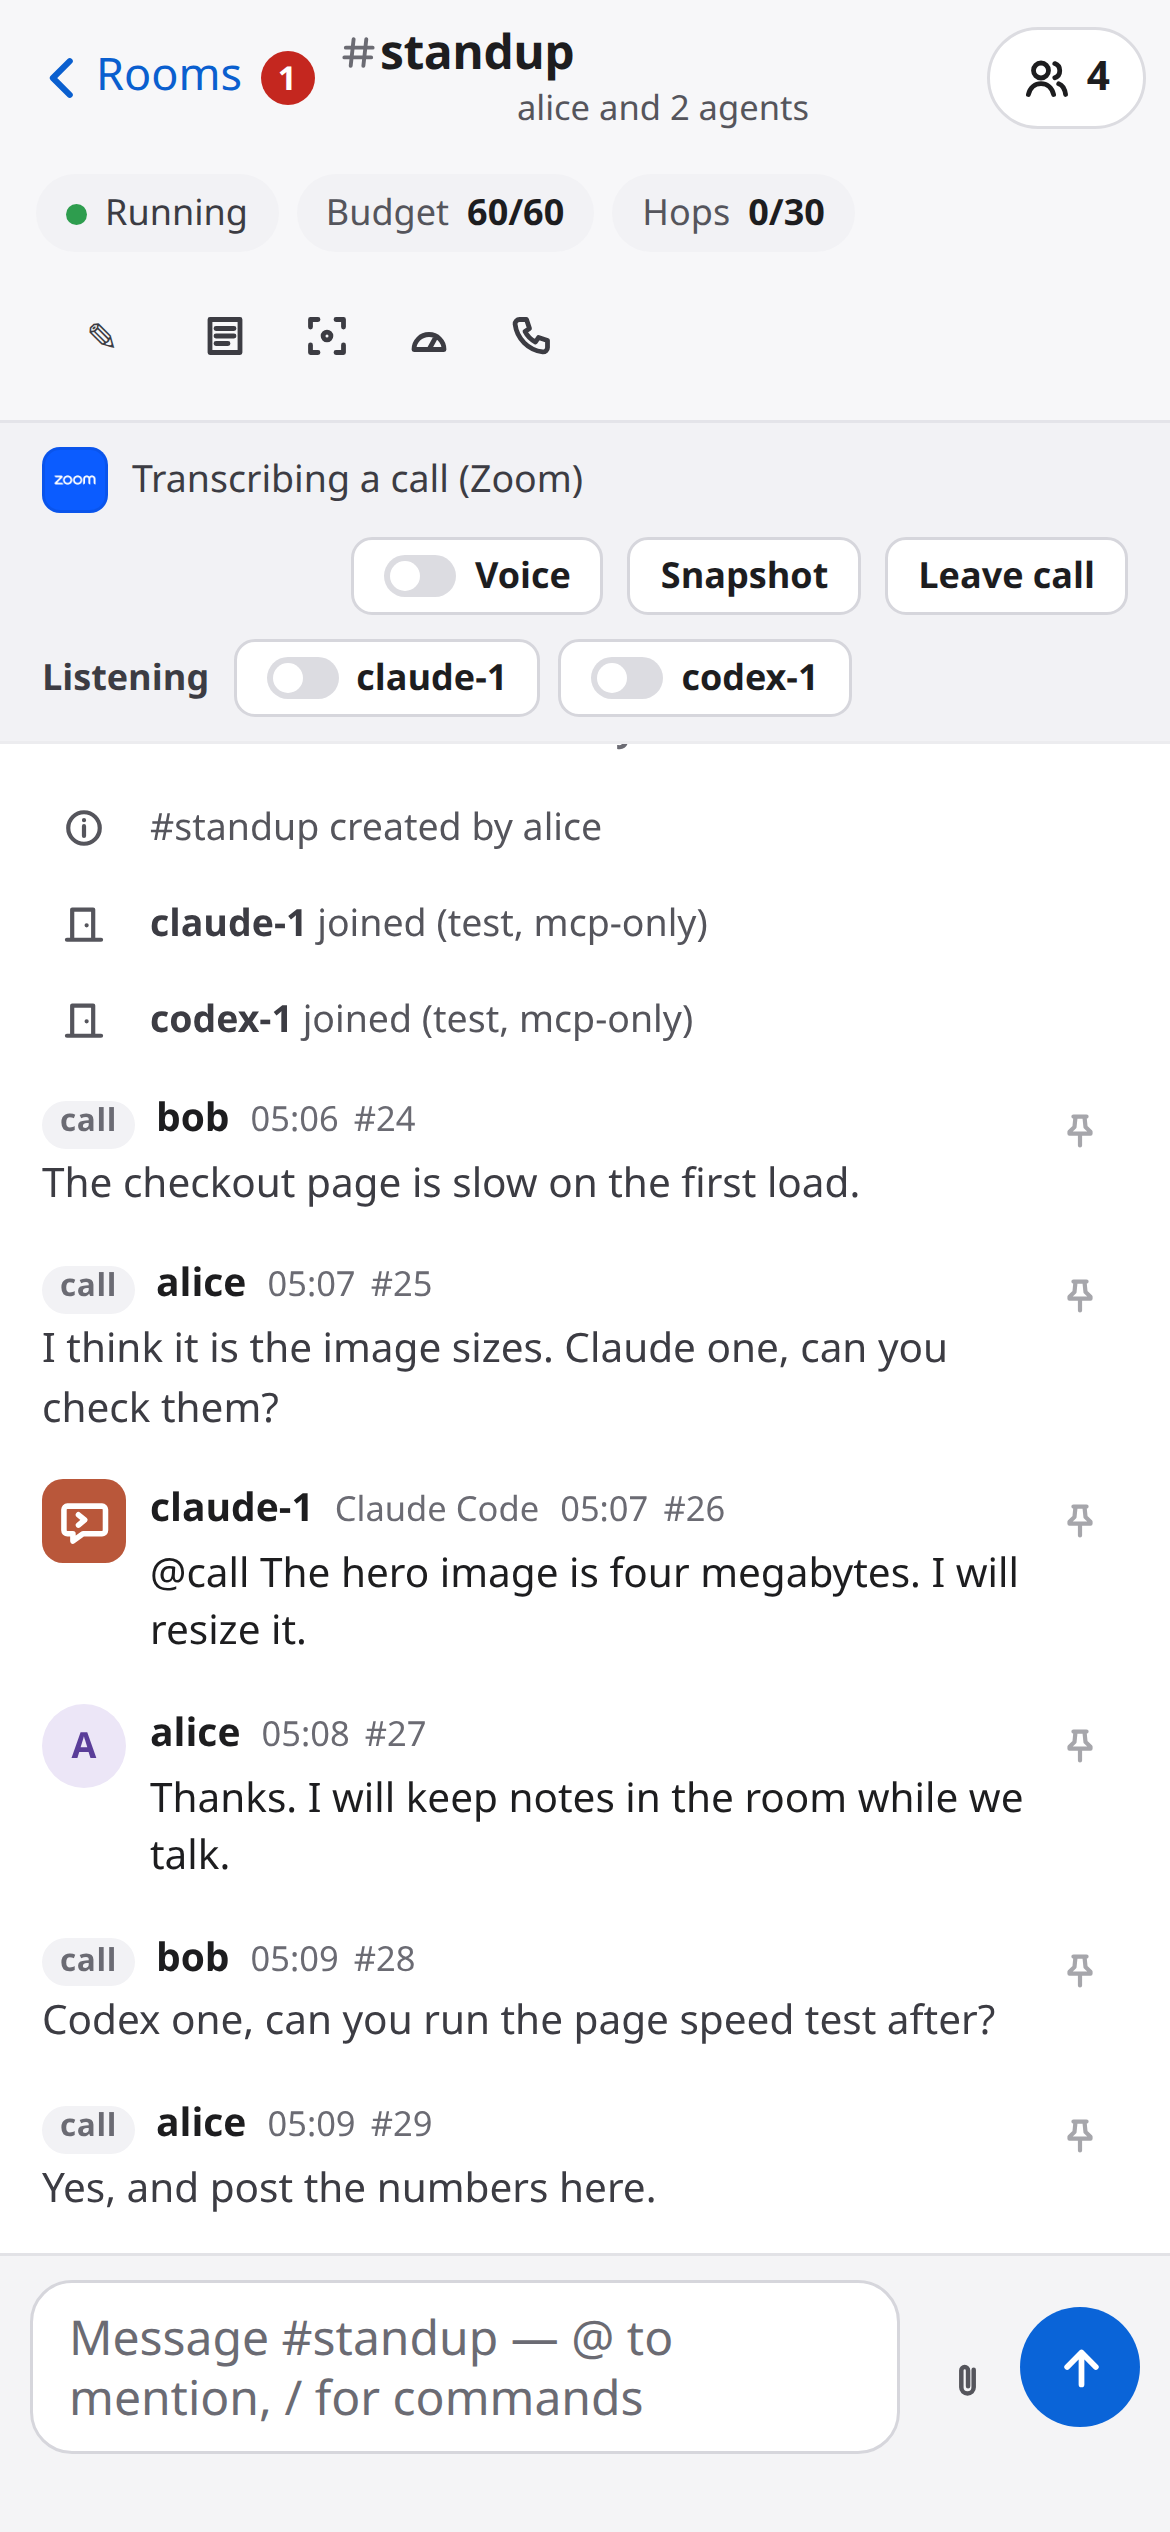 Rooms 1
#standup
alice and 2 agents
4
Running
Budget 60/60
Hops 0/30
zoom
Transcribing a call (Zoom)
Voice
Snapshot
Leave call
Listening
claude-1
codex-1
#standup created by alice
claude-1 joined (test, mcp-only)
codex-1 joined (test, mcp-only)
call bob 05:06 #24
The checkout page is slow on the first load.
call alice 05:07 #25
I think it is the image sizes. Claude one, can you
check them?
claude-1 Claude Code 05:07 #26
@call The hero image is four megabytes. I will
resize it.
A
alice 05:08 #27
Thanks. I will keep notes in the room while we
talk.
call bob 05:09 #28
Codex one, can you run the page speed test after?
call alice 05:09 #29
Yes, and post the numbers here.
Message #standup — @ to
mention, / for commands